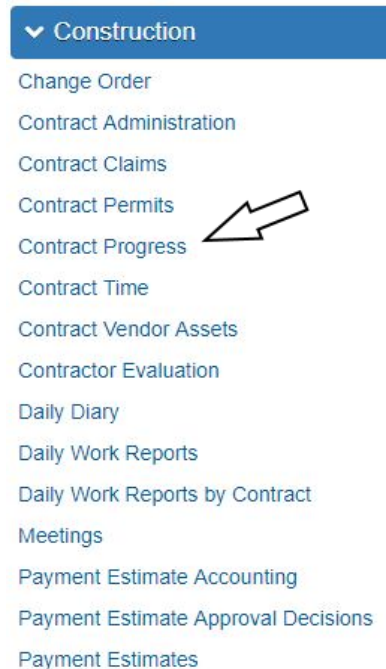 Construction
Change Order
Contract Administration
Contract Claims
Contract Permits
Contract Progress
Contract Time
Contract Vendor Assets
Contractor Evaluation
Daily Diary
Daily Work Reports
Daily Work Reports by Contract
Meetings
Payment Estimate Accounting
Payment Estimate Approval Decisions
Payment Estimates